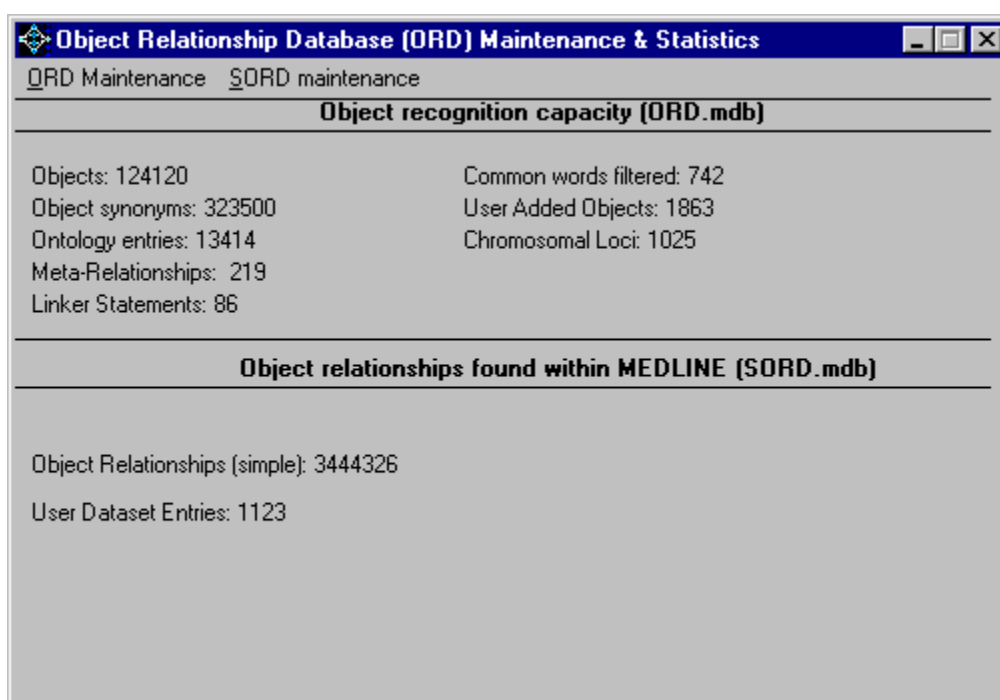 Object Relationship Database (ORD) Maintenance & Statistics
ORD Maintenance SORD maintenance
Object recognition capacity (ORD.mdb)
Objects: 124120
Common words filtered: 742
Object synonyms: 323500
User Added Objects: 1863
Ontology entries: 13414
Chromosomal Loci: 1025
Meta-Relationships: 219
Linker Statements: 86
Object relationships found within MEDLINE (SORD.mdb)
Object Relationships (simple): 3444326
User Dataset Entries: 1123